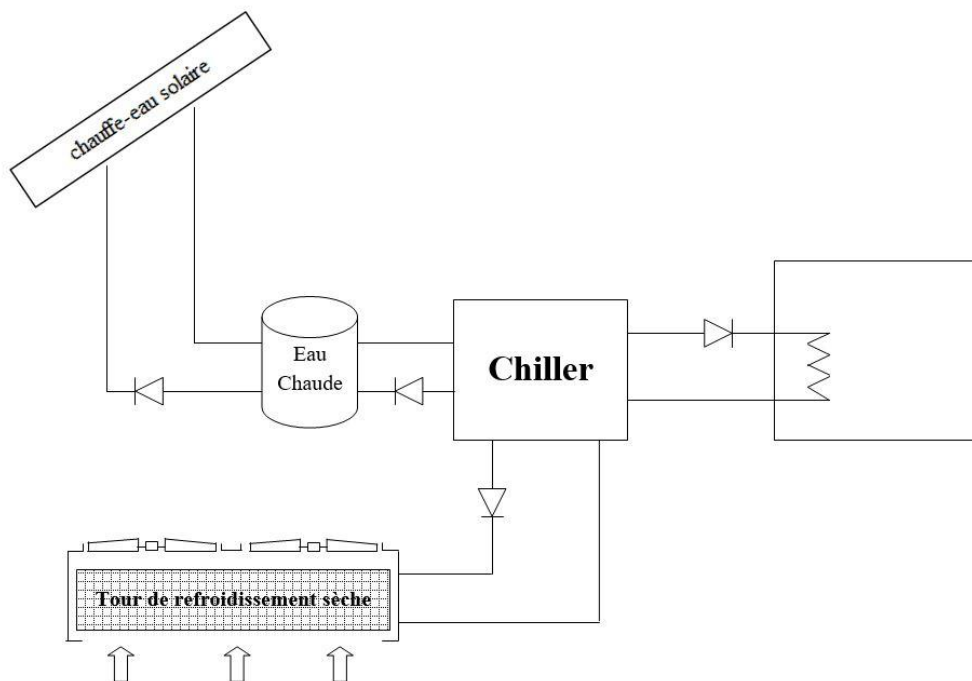 chauffe-eau solaire
Eau
Chaude
Chiller
Tour de refroidissement sèche